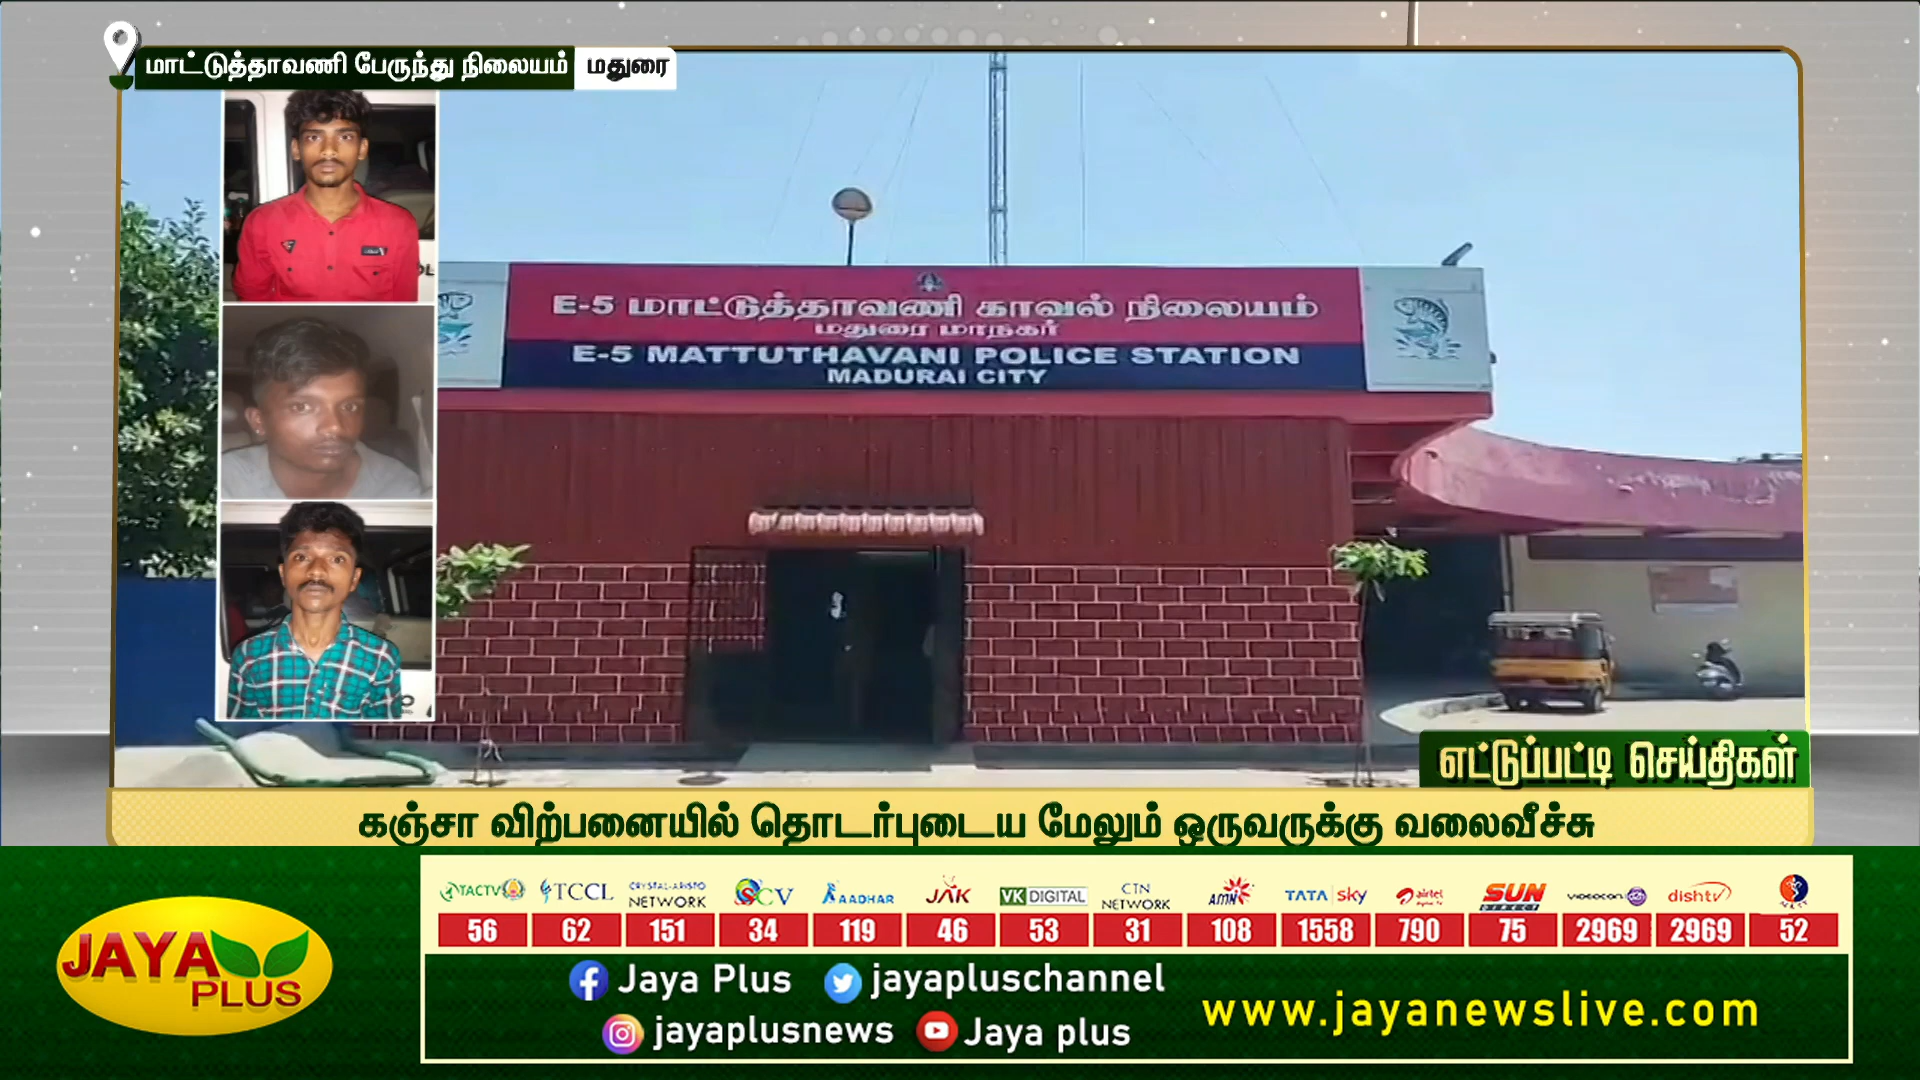 மாட்டுத்தாவணி பேருந்து நிலையம் மதுரை
E-5 மாட்டுத்தாவணி காவல் நிலையம்
மதுரை மாநகர்
E-5 MATTUTHAVANI POLICE STATION
MADURAI CITY
எட்டுப்பட்டி செய்திகள்
கஞ்சா விற்பனையில் தொடர்புடைய மேலும் ஒருவருக்கு வலைவீச்சு
TACTV TCCL CRYSTAL-ARISTO NETWORK SCV AADHAR JAK VK DIGITAL CTN NETWORK AMN TATA sky airtel SUN DIRECT videocon dishtv
56 62 151 34 119 46 53 31 108 1558 790 75 2969 2969 52
JAYA PLUS
Jaya Plus jayapluschannel
jayaplusnews Jaya plus
www.jayanewslive.com